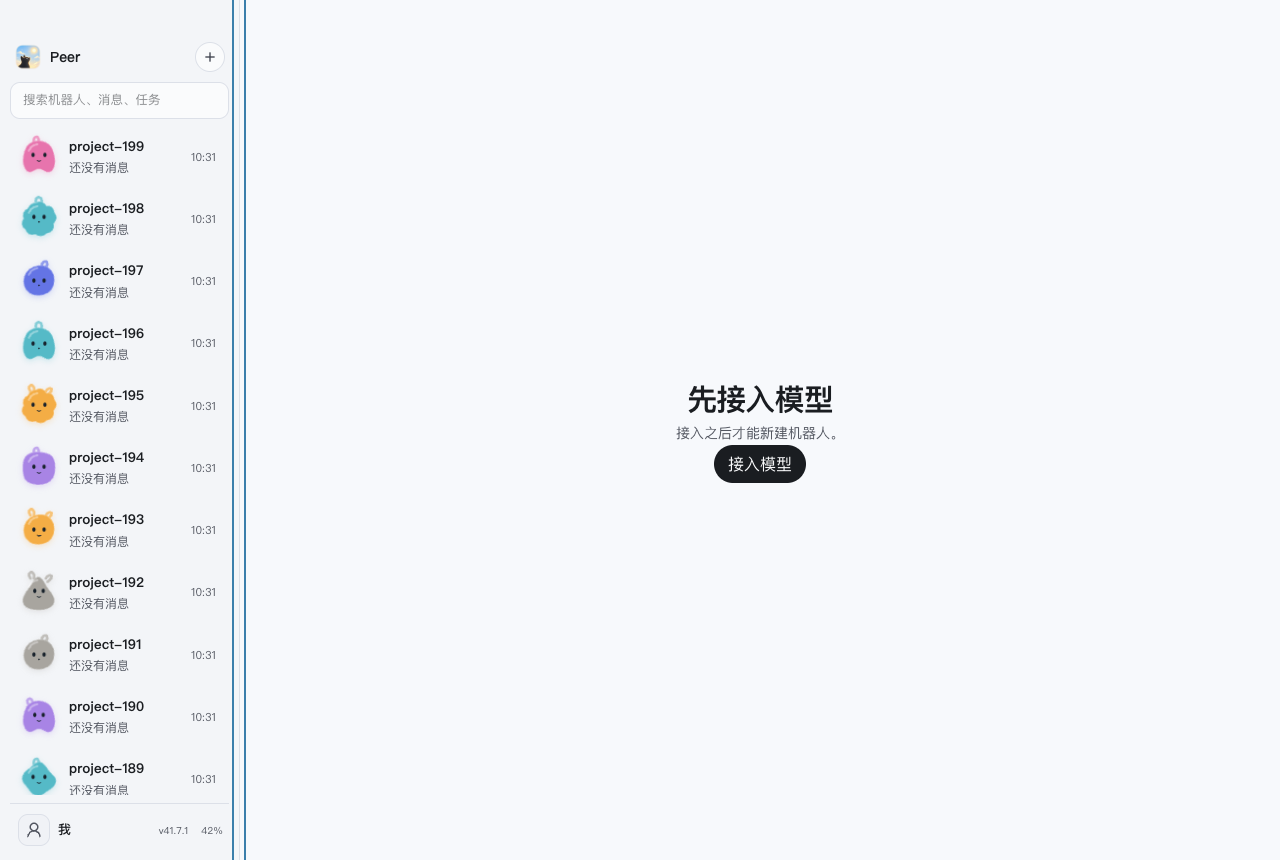 Peer
搜索机器人、消息、任务
project-199
还没有消息
10:31
project-198
还没有消息
10:31
project-197
还没有消息
10:31
project-196
还没有消息
10:31
project-195
还没有消息
10:31
project-194
还没有消息
10:31
project-193
还没有消息
10:31
project-192
还没有消息
10:31
project-191
还没有消息
10:31
project-190
还没有消息
10:31
project-189
还没有消息
10:31
我
v41.7.1 42%
先接入模型
接入之后才能新建机器人。
接入模型